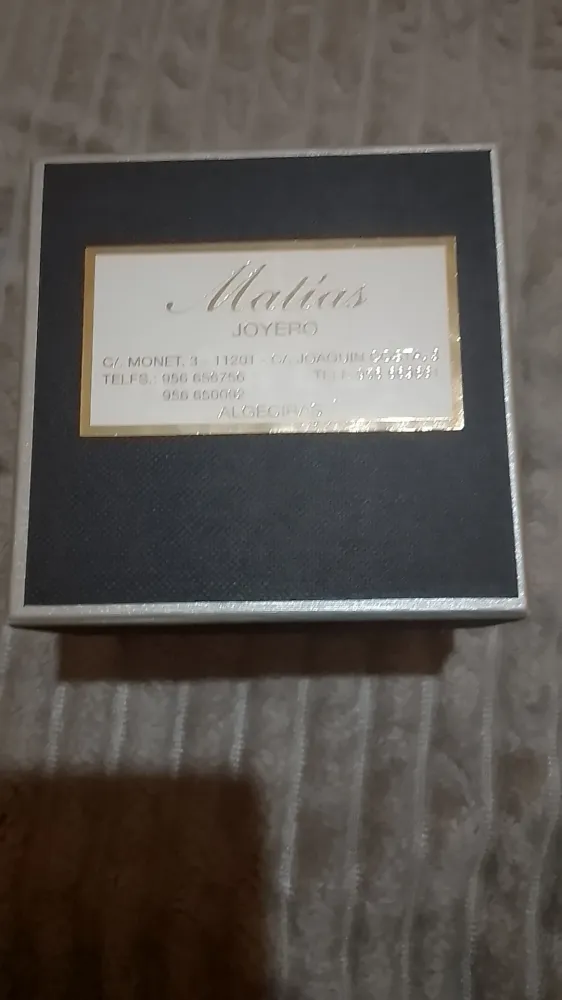 Matías
JOYERO
C/. MONET, 3 - 11201 - C/. JOAQUIN
TELFS.: 956 656756
956 650092
ALGECIRAS